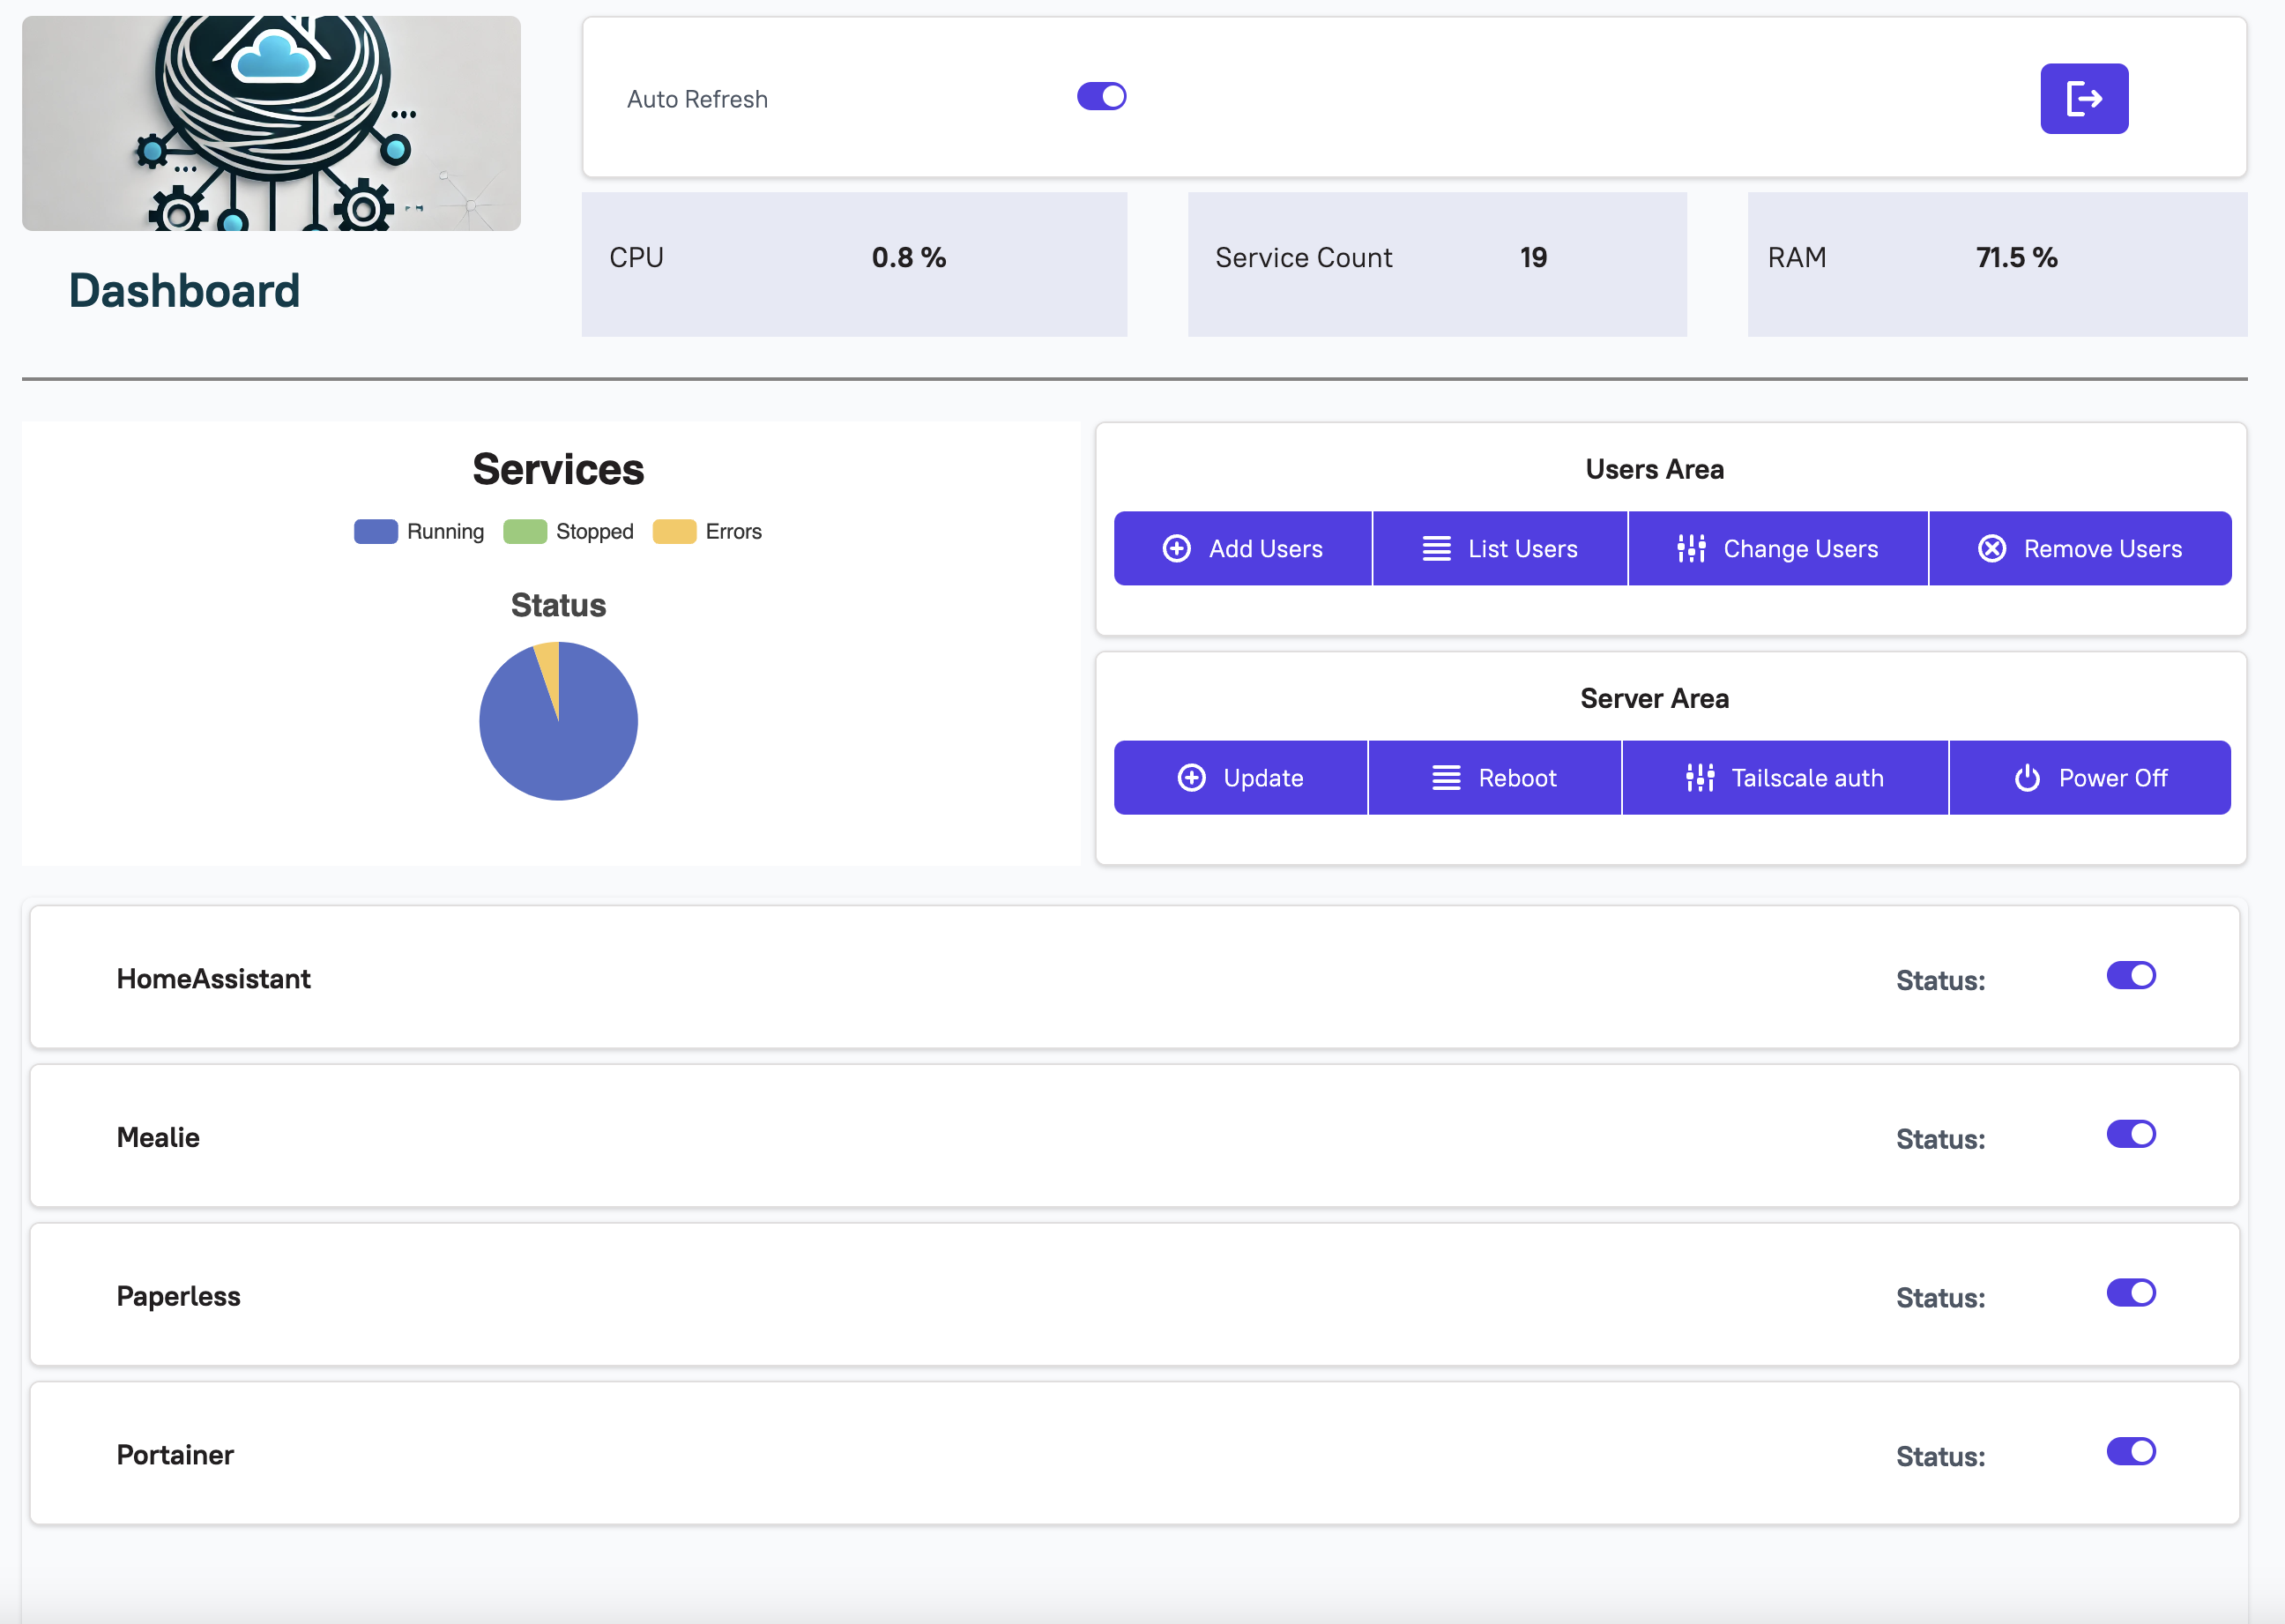 Auto Refresh
CPU 0.8 % Service Count 19 RAM 71.5 %
Dashboard
Services
Running Stopped Errors
Status
Users Area
Add Users List Users Change Users Remove Users
Server Area
Update Reboot Tailscale auth Power Off
HomeAssistant Status:
Mealie Status:
Paperless Status:
Portainer Status: